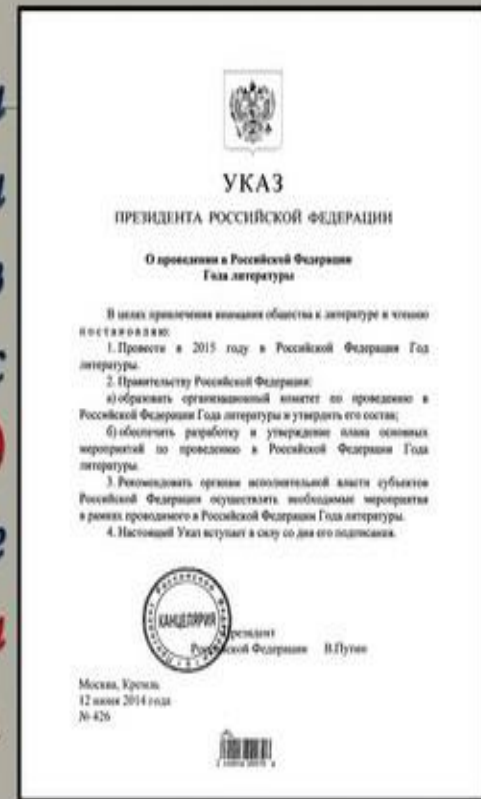 УКАЗ
ПРЕЗИДЕНТА РОССИЙСКОЙ ФЕДЕРАЦИИ
О проведении в Российской Федерации
Года литературы
В целях привлечения внимания общества к литературе и чтению
постановляю:
1. Провести в 2015 году в Российской Федерации Год
литературы.
2. Правительству Российской Федерации:
а) образовать организационный комитет по проведению в
Российской Федерации Года литературы и утвердить его состав;
б) обеспечить разработку и утверждение плана основных
мероприятий по проведению в Российской Федерации Года
литературы.
3. Рекомендовать органам исполнительной власти субъектов
Российской Федерации осуществлять необходимые мероприятия
в рамках проводимого в Российской Федерации Года литературы.
4. Настоящий Указ вступает в силу со дня его подписания.
КАНЦЕЛЯРИЯ
Президент
Российской Федерации В.Путин
Москва, Кремль
12 июня 2014 года
№ 426